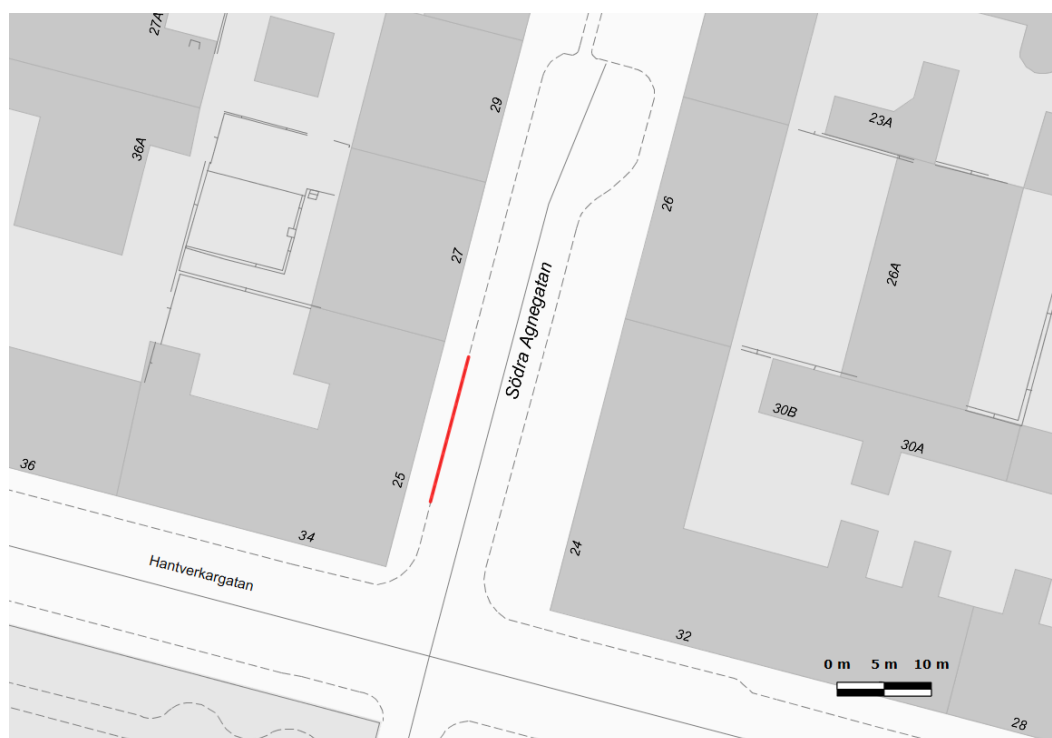 27A
29
23A
36A
26
27
26A
Södra Agnegatan
30B
30A
36
25
34
24
Hantverkargatan
32
0 m 5 m 10 m
28